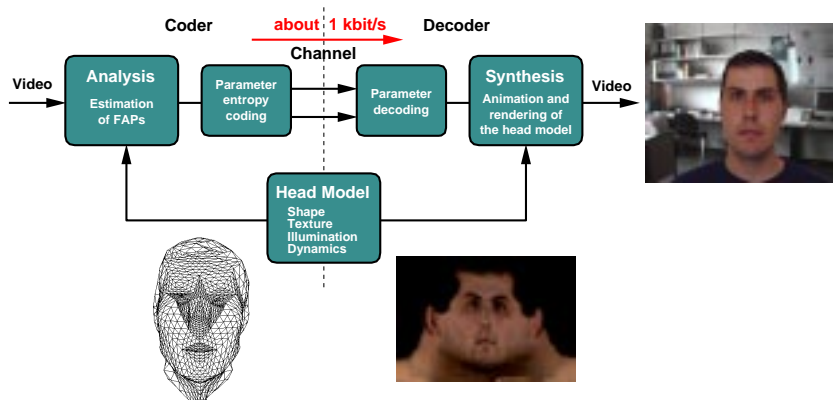 Coder
about 1 kbit/s
Decoder
Channel
Video
Analysis
Estimation
of FAPs
Parameter
entropy
coding
Parameter
decoding
Synthesis
Animation and
rendering of
the head model
Video
Head Model
Shape
Texture
Illumination
Dynamics